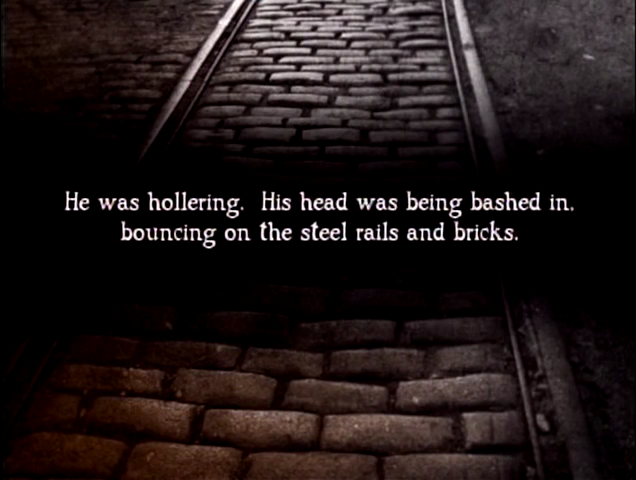 He was hollering. His head was being bashed in,
bouncing on the steel rails and bricks.